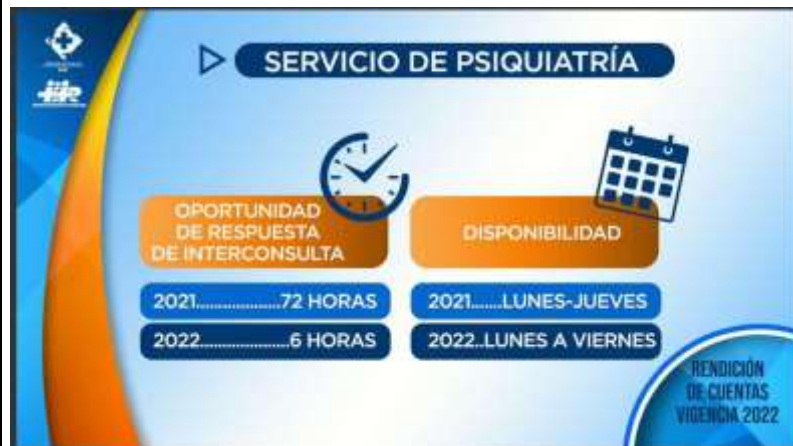 SERVICIO DE PSIQUIATRÍA
OPORTUNIDAD
DE RESPUESTA
DE INTERCONSULTA
2021....................72 HORAS
2022.....................6 HORAS
DISPONIBILIDAD
2021.......LUNES-JUEVES
2022..LUNES A VIERNES
RENDICIÓN
DE CUENTAS
VIGENCIA 2022